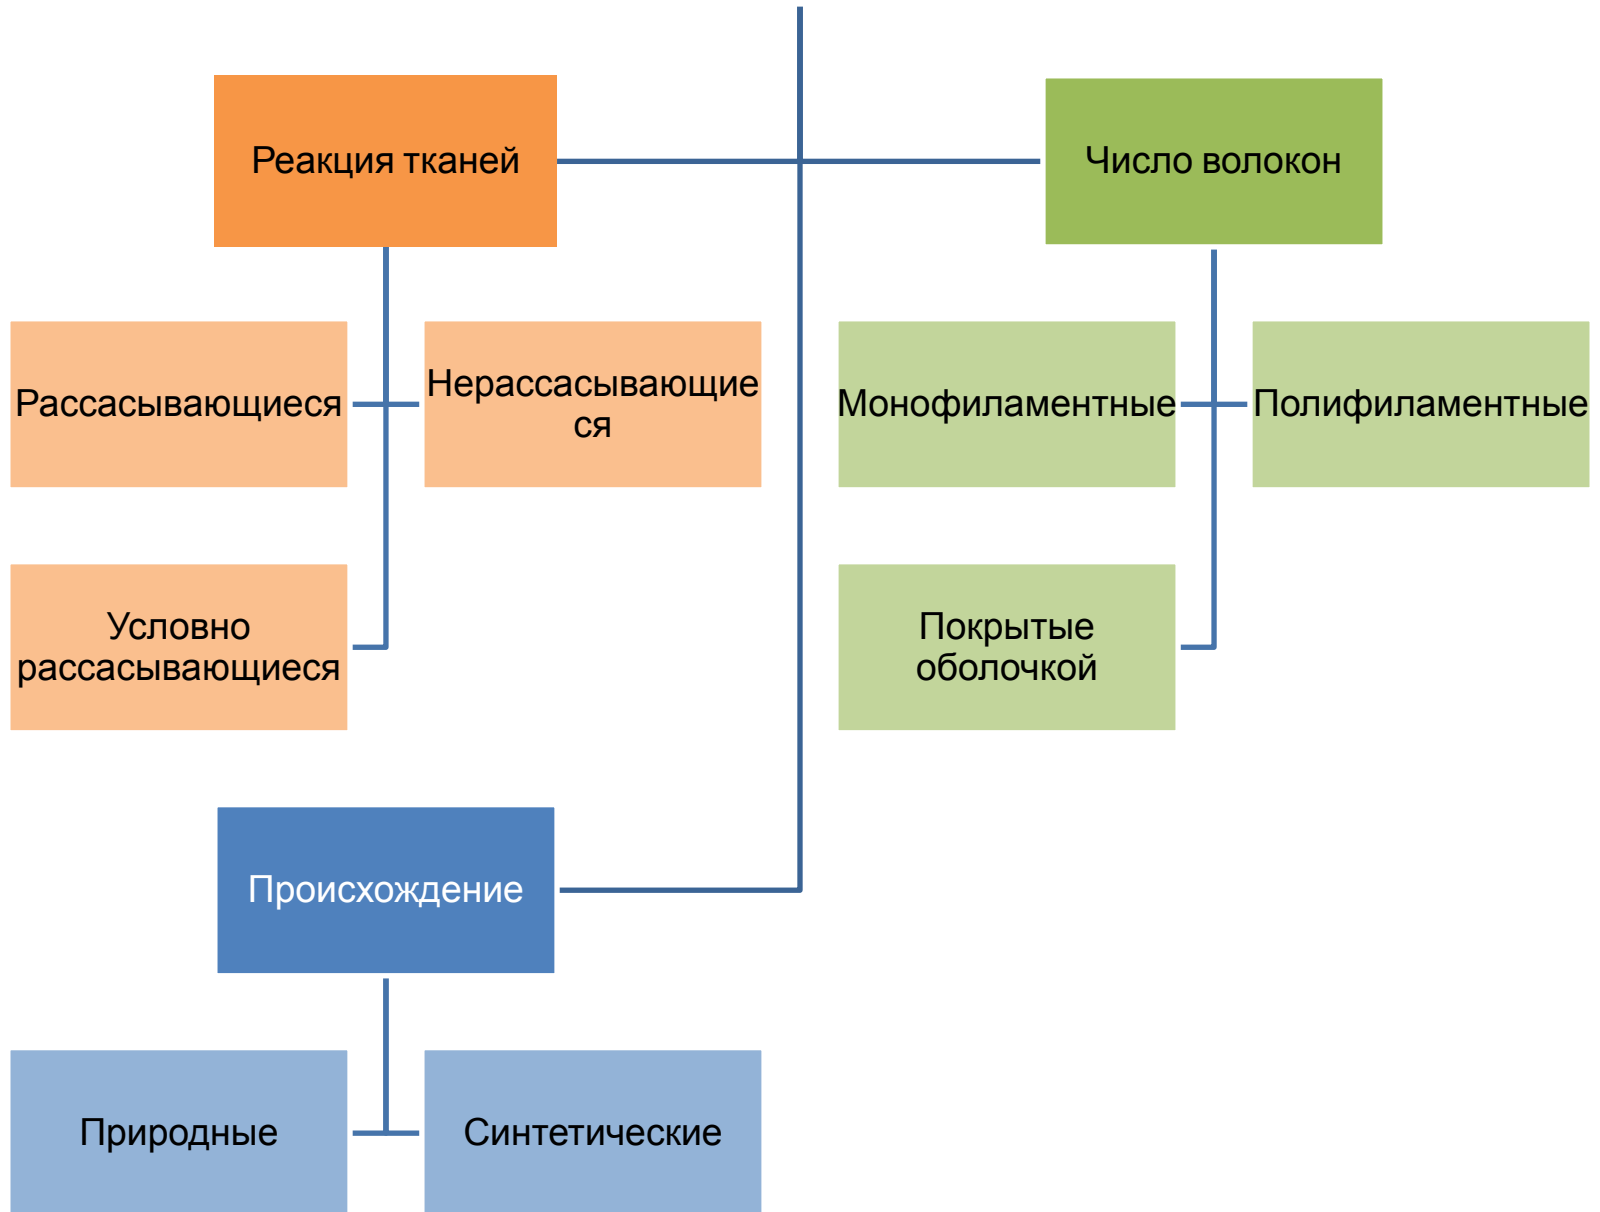 Реакция тканей
Число волокон
Рассасывающиеся
Нерассасывающие
ся
Монофиламентные
Полифиламентные
Условно
рассасывающиеся
Покрытые
оболочкой
Происхождение
Природные
Синтетические